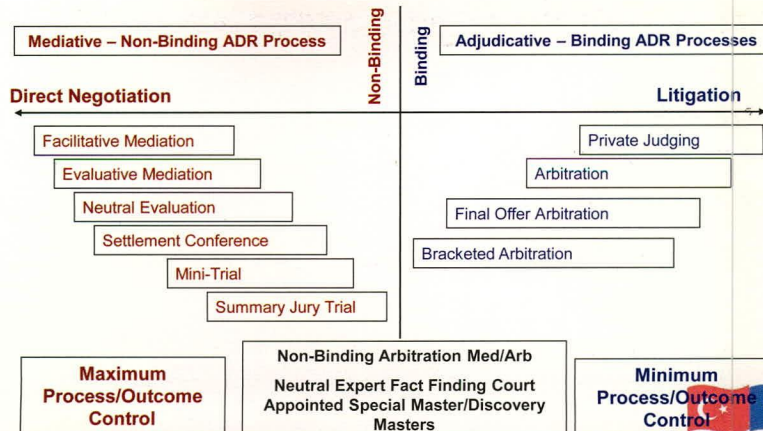 Mediative – Non-Binding ADR Process
Non-Binding
Binding
Adjudicative – Binding ADR Processes
Direct Negotiation
Litigation
Facilitative Mediation
Evaluative Mediation
Neutral Evaluation
Settlement Conference
Mini-Trial
Summary Jury Trial
Private Judging
Arbitration
Final Offer Arbitration
Bracketed Arbitration
Maximum
Process/Outcome
Control
Non-Binding Arbitration Med/Arb
Neutral Expert Fact Finding Court
Appointed Special Master/Discovery
Masters
Minimum
Process/Outcome
Control